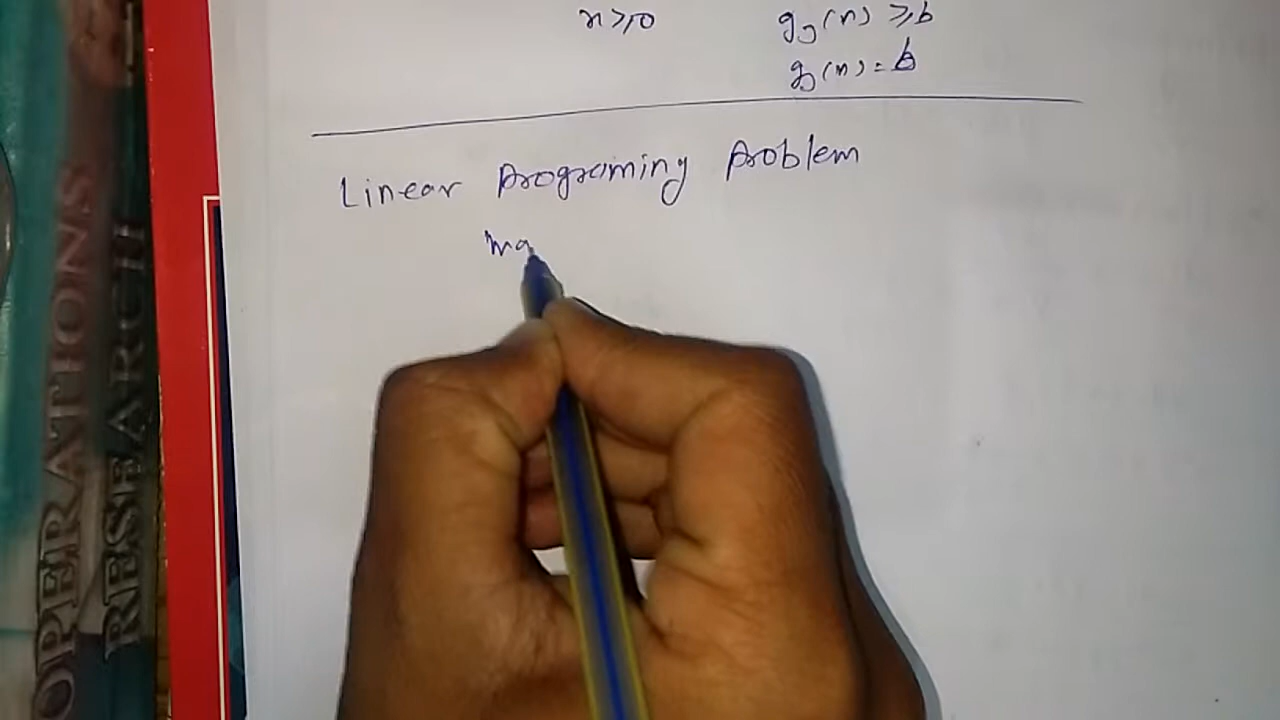 x ≥ 0 gj(x) ≥ b
gj(x) = b
Linear Programing Problem
Ma
OPERATIONS
RESEARCH